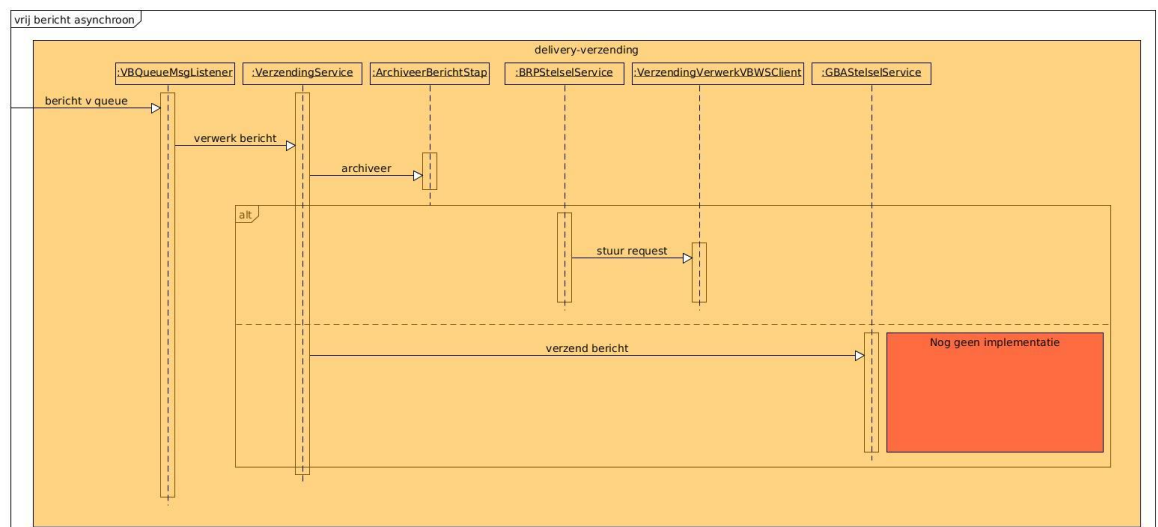 vrij bericht asynchroon
delivery-verzending
:VBQueueMsgListener
:VerzendingService
:ArchiveerBerichtStap
:BRPStelselService
:VerzendingVerwerkVBWSClient
:GBAStelselService
bericht v queue
verwerk bericht
archiveer
alt
stuur request
verzend bericht
Nog geen implementatie